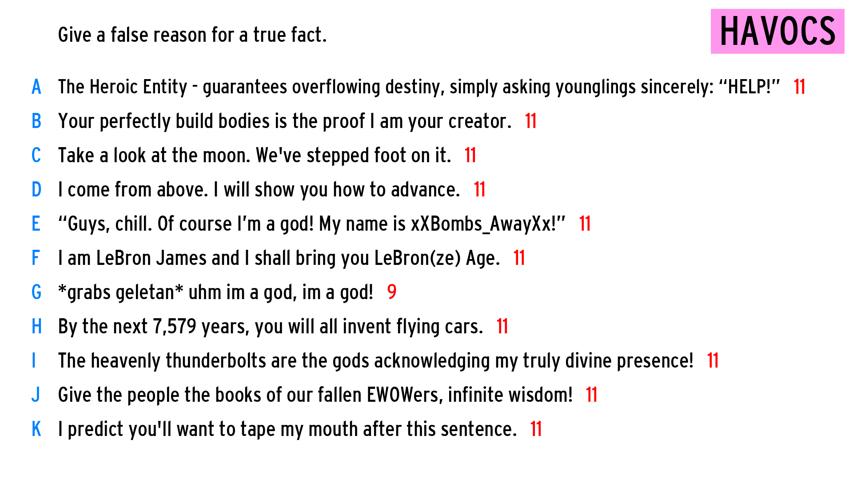 Give a false reason for a true fact.
HAVOCS
A The Heroic Entity - guarantees overflowing destiny, simply asking younglings sincerely: “HELP!” 11
B Your perfectly build bodies is the proof I am your creator. 11
C Take a look at the moon. We've stepped foot on it. 11
D I come from above. I will show you how to advance. 11
E “Guys, chill. Of course I'm a god! My name is xXBombs_AwayXx!” 11
F I am LeBron James and I shall bring you LeBron(ze) Age. 11
G *grabs geletan* uhm im a god, im a god! 9
H By the next 7,579 years, you will all invent flying cars. 11
I The heavenly thunderbolts are the gods acknowledging my truly divine presence! 11
J Give the people the books of our fallen EWOWers, infinite wisdom! 11
K I predict you'll want to tape my mouth after this sentence. 11